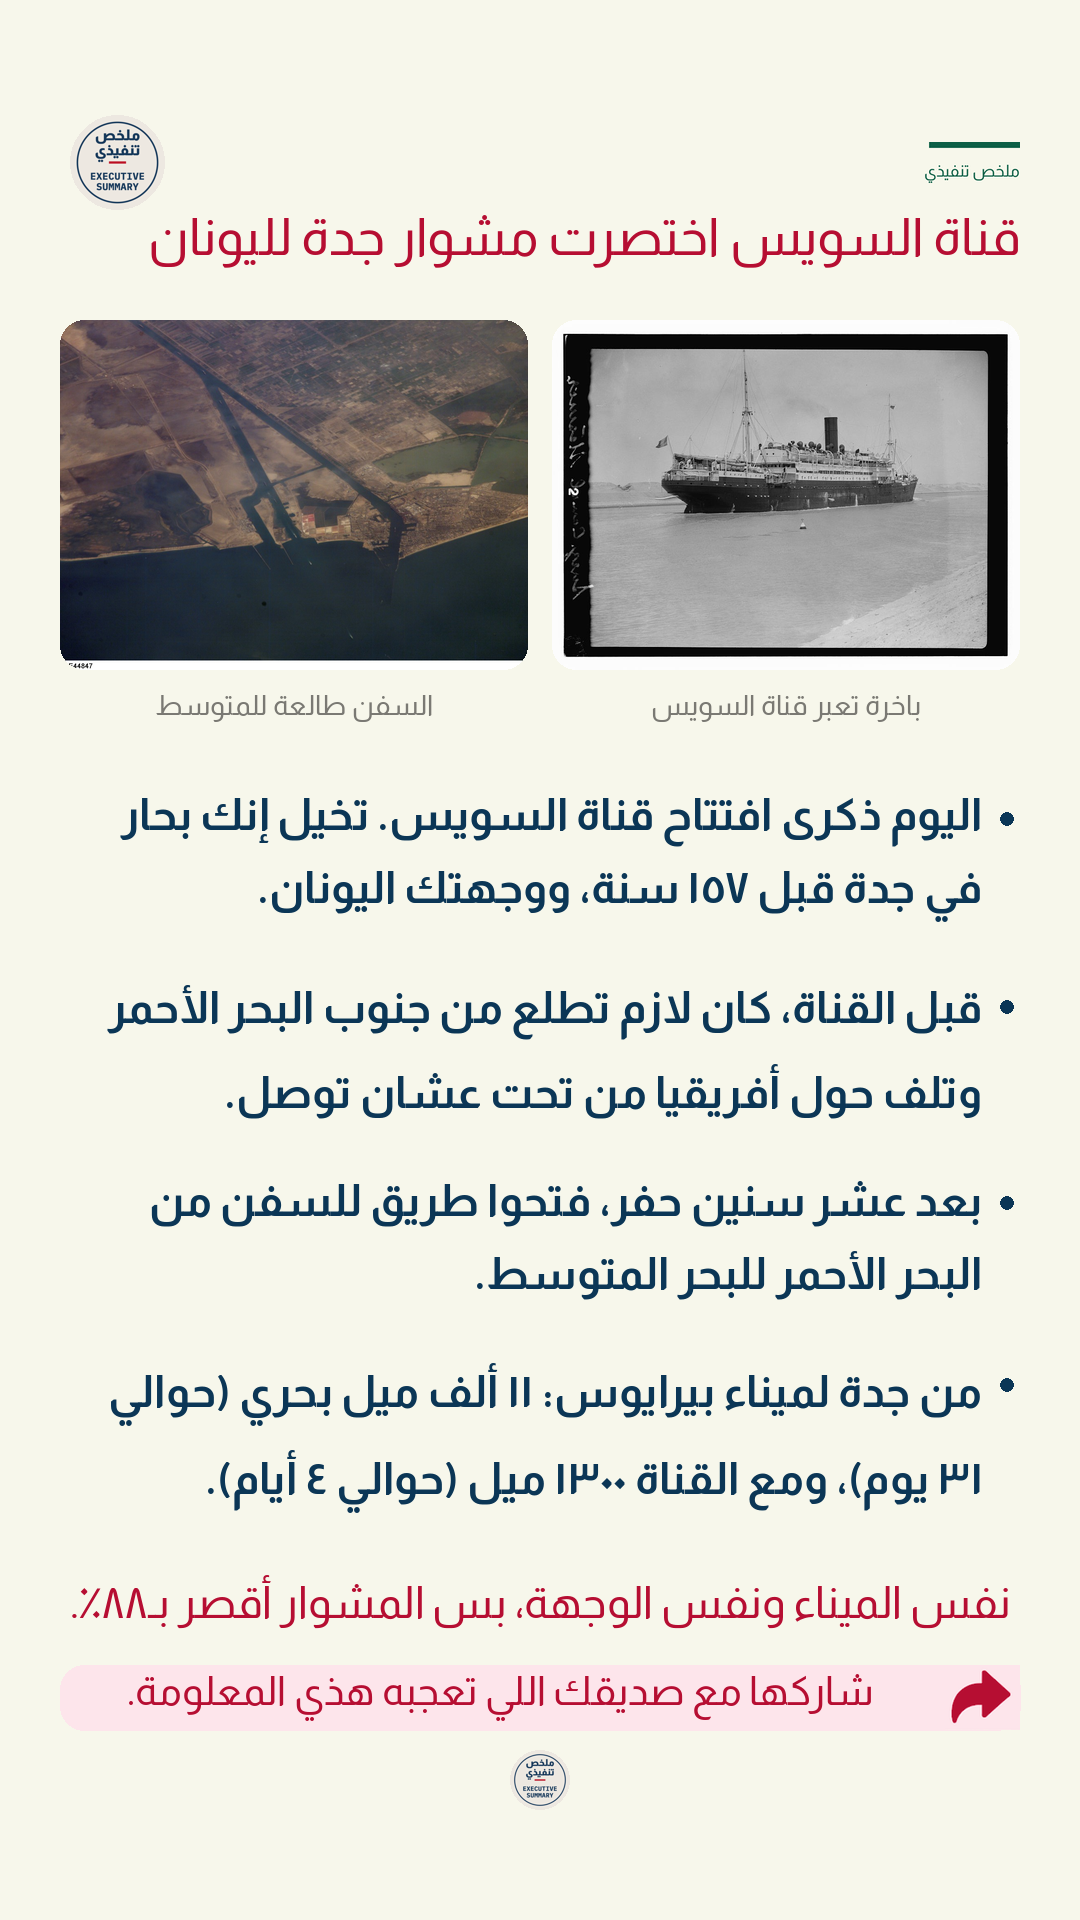 ملخص
تنفيذي
EXECUTIVE
SUMMARY
ملخص تنفيذي
قناة السويس اختصرت مشوار جدة لليونان
باخرة تعبر قناة السويس
السفن طالعة للمتوسط
44847
• اليوم ذكرى افتتاح قناة السويس. تخيل إنك بحار
في جدة قبل ١٥٧ سنة، ووجهتك اليونان.
• قبل القناة، كان لازم تطلع من جنوب البحر الأحمر
وتلف حول أفريقيا من تحت عشان توصل.
• بعد عشر سنين حفر، فتحوا طريق للسفن من
البحر الأحمر للبحر المتوسط.
• من جدة لميناء بيرايوس: ١١ ألف ميل بحري (حوالي
٣١ يوم)، ومع القناة ١٣٠٠ ميل (حوالي ٤ أيام).
نفس الميناء ونفس الوجهة، بس المشوار أقصر بـ٨٨٪.
شاركها مع صديقك اللي تعجبه هذي المعلومة.
ملخص
تنفيذي
EXECUTIVE
SUMMARY